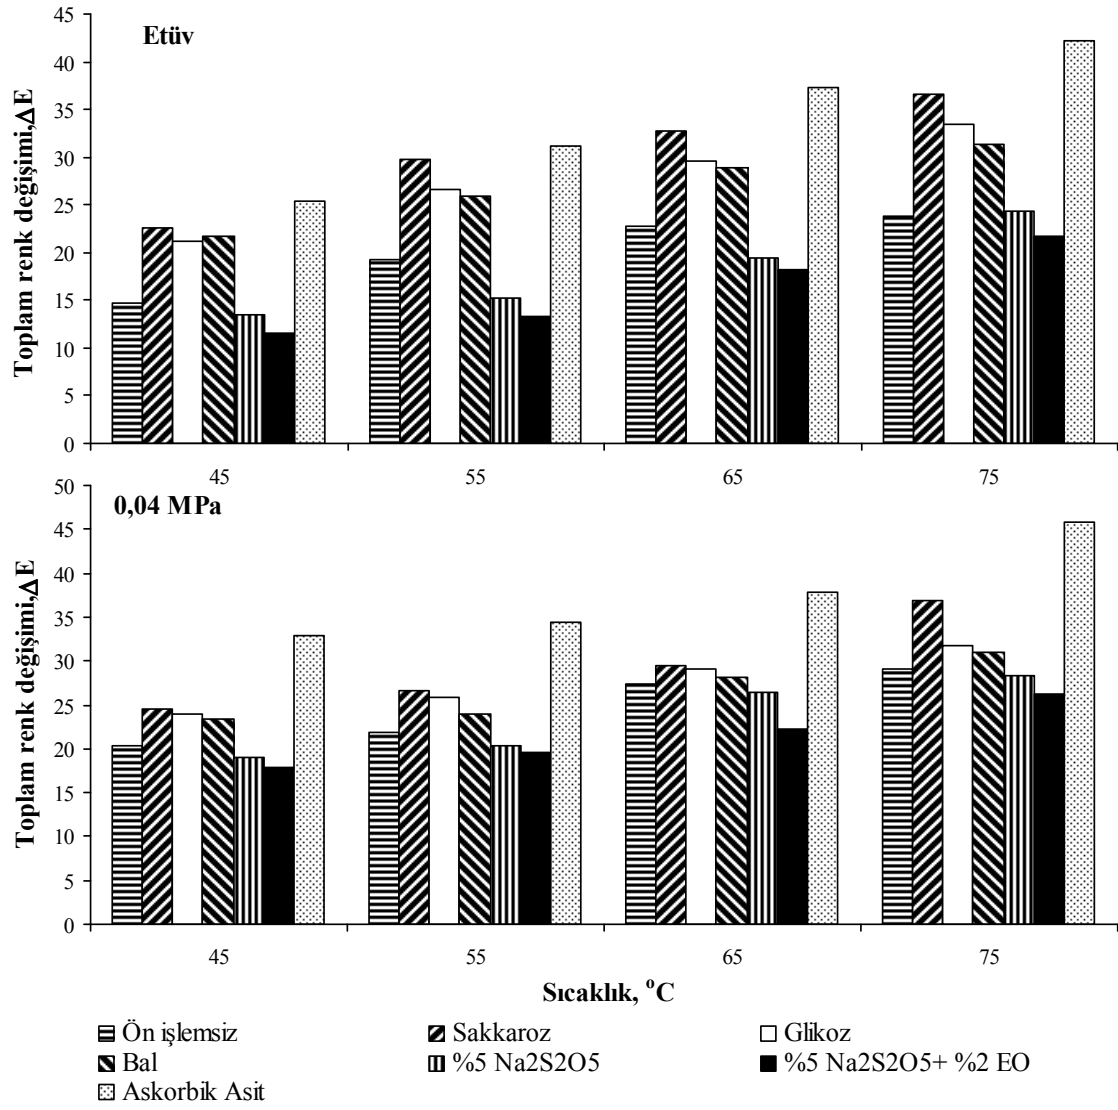 Etüv
Toplam renk değişimi,ΔE
45
40
35
30
25
20
15
10
5
0
45 55 65 75
0,04 MPa
Toplam renk değişimi,ΔE
50
45
40
35
30
25
20
15
10
5
0
45 55 65 75
Sıcaklık, °C
Ön işlemsiz Sakkaroz Glikoz
Bal %5 Na2S2O5 %5 Na2S2O5+ %2 EO
Askorbik Asit